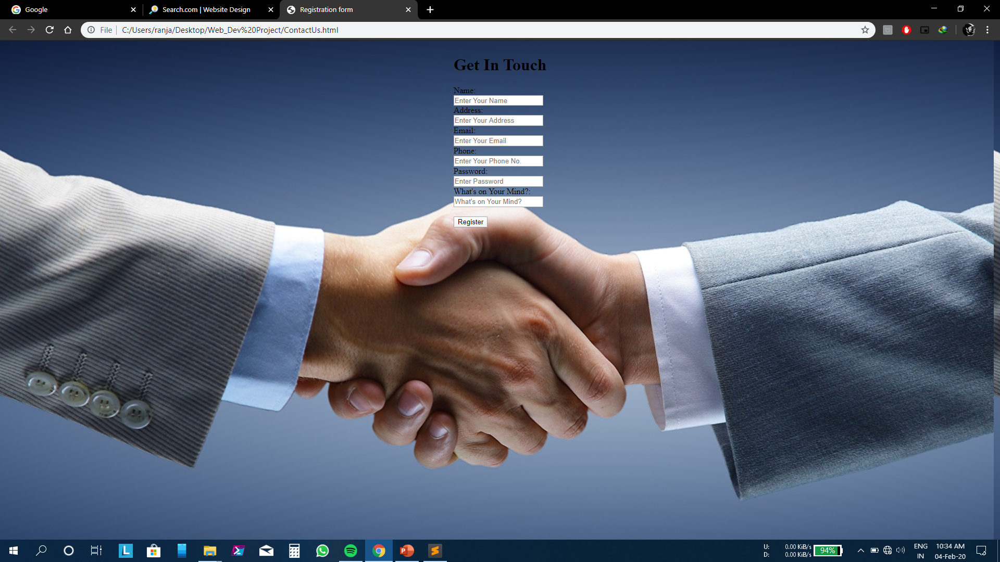 Google
Search.com | Website Design
Registration form
File
C:/Users/ranja/Desktop/Web_Dev%20Project/ContactUs.html
Get In Touch
Name:
Enter Your Name
Address:
Enter Your Address
Email:
Enter Your Email
Phone:
Enter Your Phone No.
Password:
Enter Password
What's on Your Mind?:
What's on Your Mind?
Register
L
P
S
U: 0.00 KiB/s
D: 0.00 KiB/s
94%
ENG
IN
10:34 AM
04-Feb-20